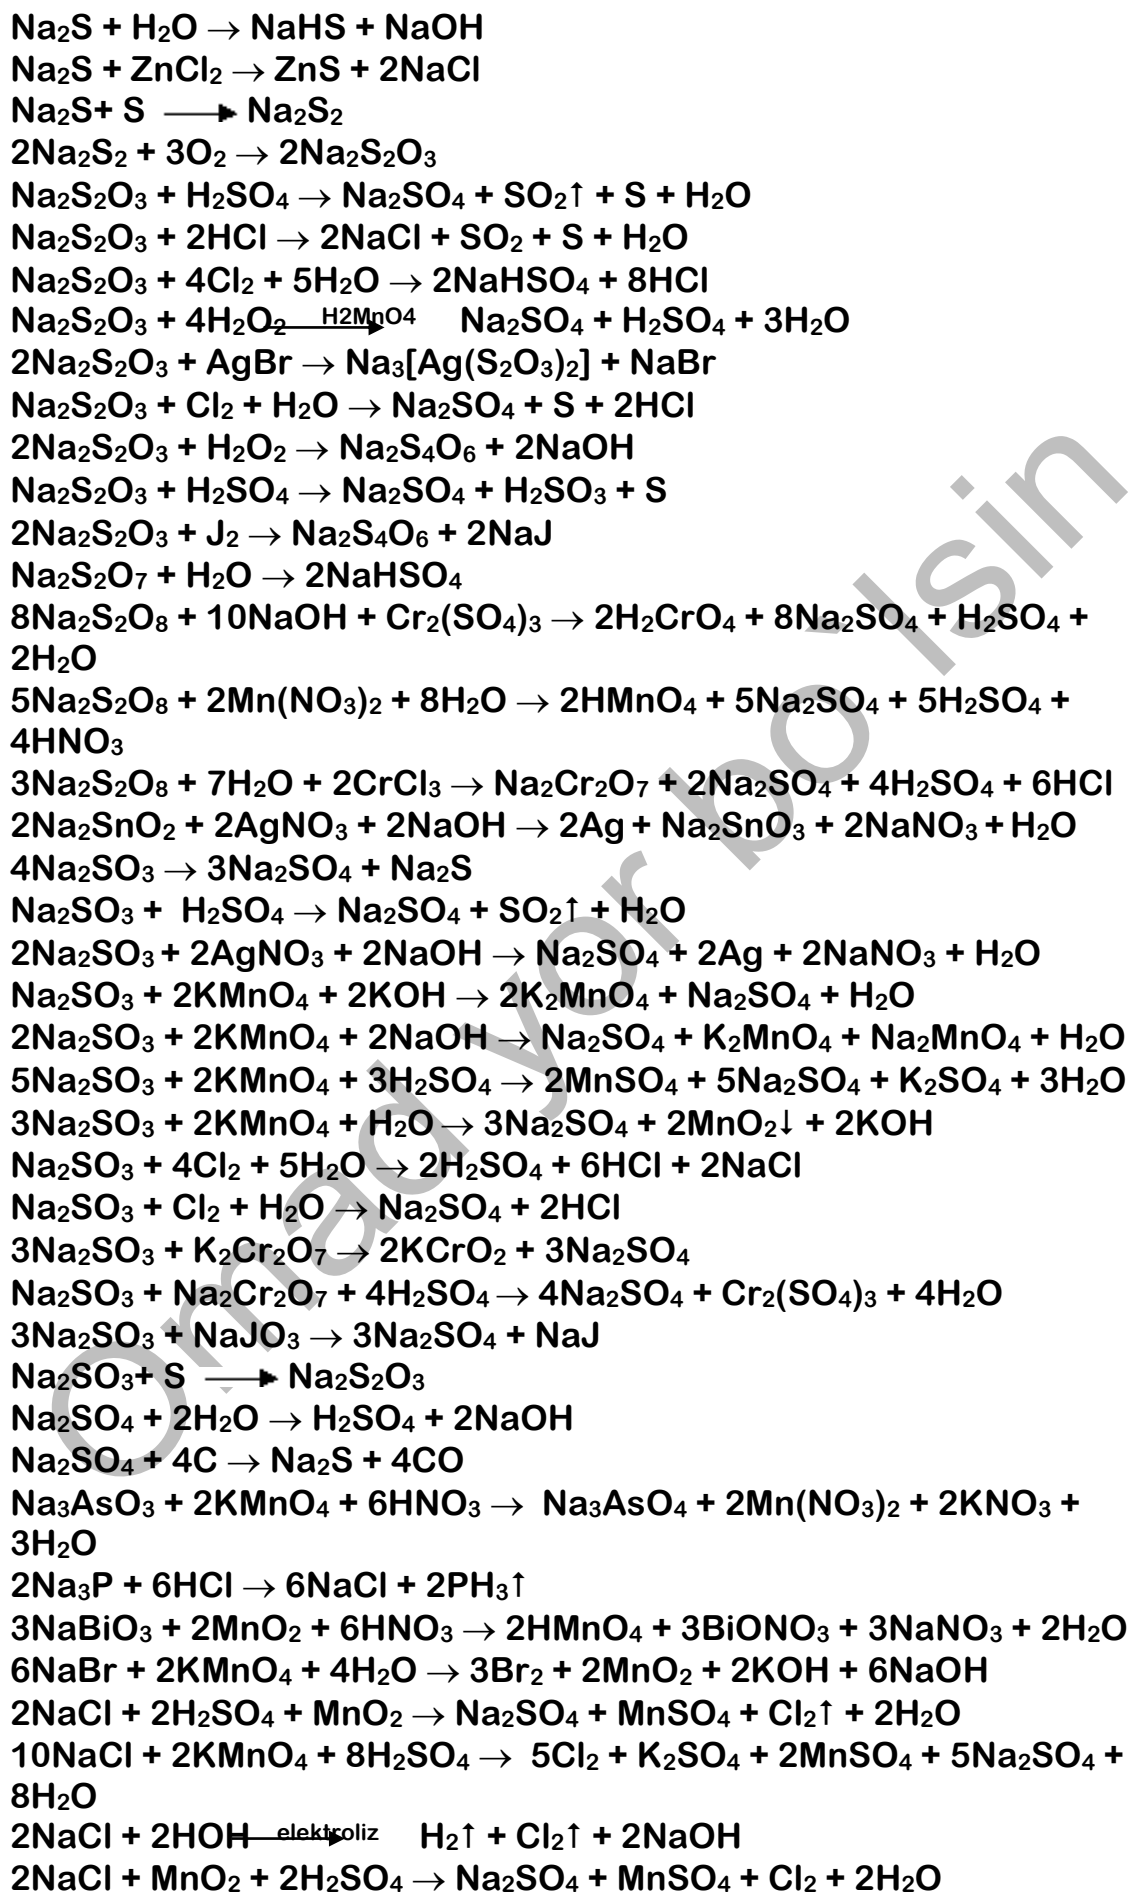 Na₂S + H₂O → NaHS + NaOH
Na₂S + ZnCl₂ → ZnS + 2NaCl
Na₂S+ S ⟶ Na₂S₂
2Na₂S₂ + 3O₂ → 2Na₂S₂O₃
Na₂S₂O₃ + H₂SO₄ → Na₂SO₄ + SO₂↑ + S + H₂O
Na₂S₂O₃ + 2HCl → 2NaCl + SO₂ + S + H₂O
Na₂S₂O₃ + 4Cl₂ + 5H₂O → 2NaHSO₄ + 8HCl
Na₂S₂O₃ + 4H₂O₂ H2MnO4⟶ Na₂SO₄ + H₂SO₄ + 3H₂O
2Na₂S₂O₃ + AgBr → Na₃[Ag(S₂O₃)₂] + NaBr
Na₂S₂O₃ + Cl₂ + H₂O → Na₂SO₄ + S + 2HCl
2Na₂S₂O₃ + H₂O₂ → Na₂S₄O₆ + 2NaOH
Na₂S₂O₃ + H₂SO₄ → Na₂SO₄ + H₂SO₃ + S
2Na₂S₂O₃ + J₂ → Na₂S₄O₆ + 2NaJ
Na₂S₂O₇ + H₂O → 2NaHSO₄
8Na₂S₂O₈ + 10NaOH + Cr₂(SO₄)₃ → 2H₂CrO₄ + 8Na₂SO₄ + H₂SO₄ +
2H₂O
5Na₂S₂O₈ + 2Mn(NO₃)₂ + 8H₂O → 2HMnO₄ + 5Na₂SO₄ + 5H₂SO₄ +
4HNO₃
3Na₂S₂O₈ + 7H₂O + 2CrCl₃ → Na₂Cr₂O₇ + 2Na₂SO₄ + 4H₂SO₄ + 6HCl
2Na₂SnO₂ + 2AgNO₃ + 2NaOH → 2Ag + Na₂SnO₃ + 2NaNO₃ + H₂O
4Na₂SO₃ → 3Na₂SO₄ + Na₂S
Na₂SO₃ + H₂SO₄ → Na₂SO₄ + SO₂↑ + H₂O
2Na₂SO₃ + 2AgNO₃ + 2NaOH → Na₂SO₄ + 2Ag + 2NaNO₃ + H₂O
Na₂SO₃ + 2KMnO₄ + 2KOH → 2K₂MnO₄ + Na₂SO₄ + H₂O
2Na₂SO₃ + 2KMnO₄ + 2NaOH → Na₂SO₄ + K₂MnO₄ + Na₂MnO₄ + H₂O
5Na₂SO₃ + 2KMnO₄ + 3H₂SO₄ → 2MnSO₄ + 5Na₂SO₄ + K₂SO₄ + 3H₂O
3Na₂SO₃ + 2KMnO₄ + H₂O → 3Na₂SO₄ + 2MnO₂↓ + 2KOH
Na₂SO₃ + 4Cl₂ + 5H₂O → 2H₂SO₄ + 6HCl + 2NaCl
Na₂SO₃ + Cl₂ + H₂O → Na₂SO₄ + 2HCl
3Na₂SO₃ + K₂Cr₂O₇ → 2KCrO₂ + 3Na₂SO₄
Na₂SO₃ + Na₂Cr₂O₇ + 4H₂SO₄ → 4Na₂SO₄ + Cr₂(SO₄)₃ + 4H₂O
3Na₂SO₃ + NaJO₃ → 3Na₂SO₄ + NaJ
Na₂SO₃+ S ⟶ Na₂S₂O₃
Na₂SO₄ + 2H₂O → H₂SO₄ + 2NaOH
Na₂SO₄ + 4C → Na₂S + 4CO
Na₃AsO₃ + 2KMnO₄ + 6HNO₃ → Na₃AsO₄ + 2Mn(NO₃)₂ + 2KNO₃ +
3H₂O
2Na₃P + 6HCl → 6NaCl + 2PH₃↑
3NaBiO₃ + 2MnO₂ + 6HNO₃ → 2HMnO₄ + 3BiONO₃ + 3NaNO₃ + 2H₂O
6NaBr + 2KMnO₄ + 4H₂O → 3Br₂ + 2MnO₂ + 2KOH + 6NaOH
2NaCl + 2H₂SO₄ + MnO₂ → Na₂SO₄ + MnSO₄ + Cl₂↑ + 2H₂O
10NaCl + 2KMnO₄ + 8H₂SO₄ → 5Cl₂ + K₂SO₄ + 2MnSO₄ + 5Na₂SO₄ +
8H₂O
2NaCl + 2HOH elektroliz⟶ H₂↑ + Cl₂↑ + 2NaOH
2NaCl + MnO₂ + 2H₂SO₄ → Na₂SO₄ + MnSO₄ + Cl₂ + 2H₂O
Omad yor bo`lsin